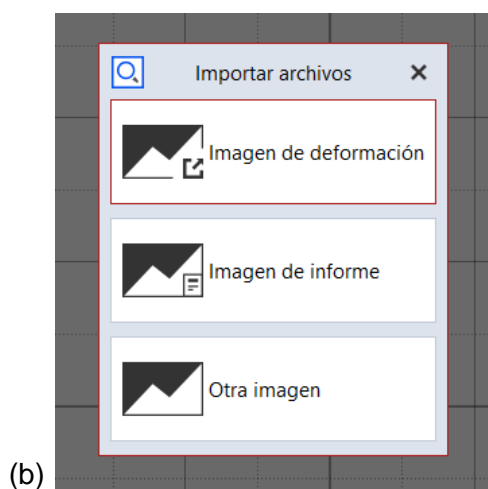 Importar archivos
Imagen de deformación
Imagen de informe
Otra imagen
(b)